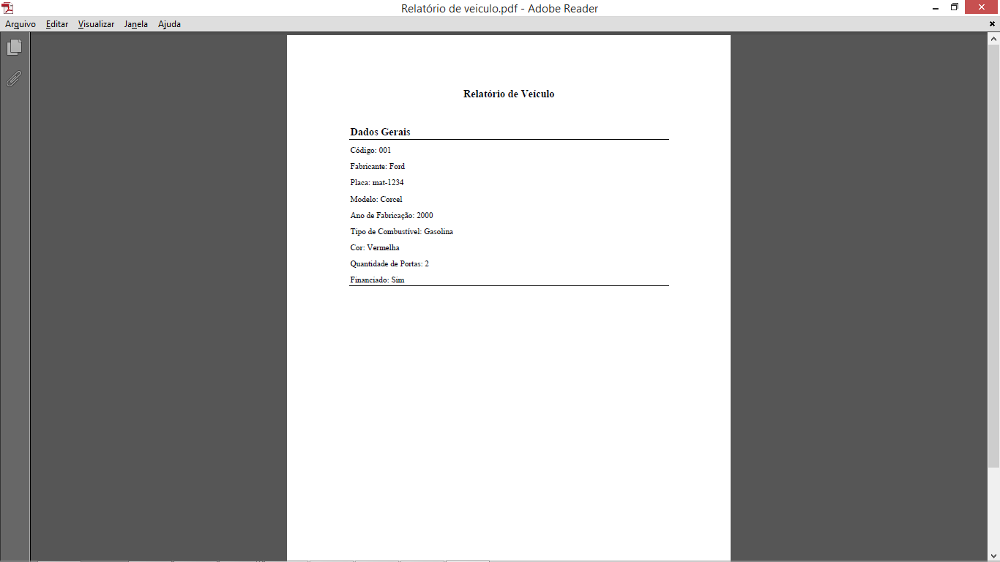 Relatório de veiculo.pdf - Adobe Reader
Arquivo Editar Visualizar Janela Ajuda
Relatório de Veículo
Dados Gerais
Código: 001
Fabricante: Ford
Placa: mat-1234
Modelo: Corcel
Ano de Fabricação: 2000
Tipo de Combustível: Gasolina
Cor: Vermelha
Quantidade de Portas: 2
Financiado: Sim